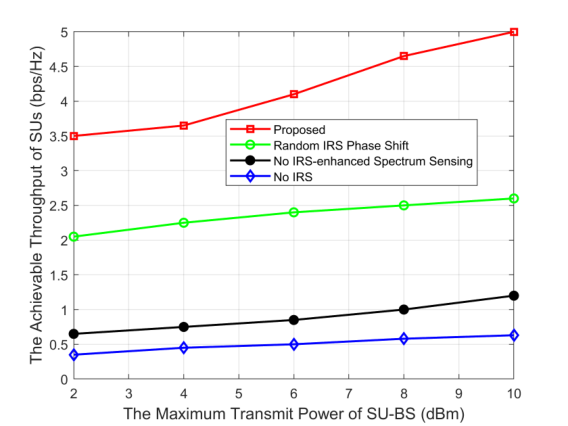 The Achievable Throughput of SUs (bps/Hz)
5
4.5
4
3.5
3
2.5
2
1.5
1
0.5
0
Proposed
Random IRS Phase Shift
No IRS-enhanced Spectrum Sensing
No IRS
2 3 4 5 6 7 8 9 10
The Maximum Transmit Power of SU-BS (dBm)